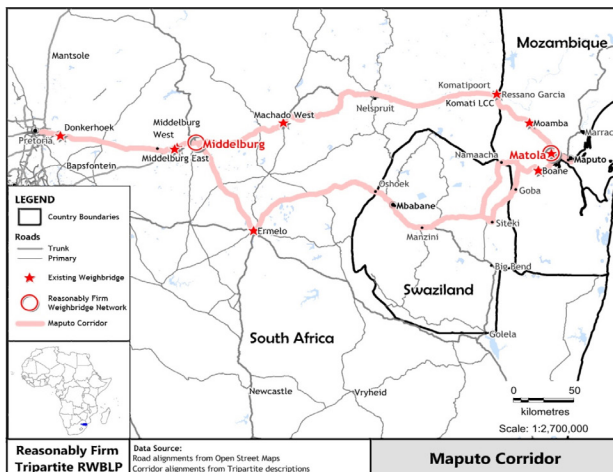 Mozambique
Mantsole
Komatipoort
Ressano Garcia
Nelspruit
Komati LCC
Machado West
Moamba
Donkerhoek
Middelburg
West
Middelburg
Marrac
Pretoria
Matola
Maputo
Middelburg East
Bapsfontein
Namaacha
Boane
Oshoek
Goba
Mbabane
LEGEND
Country Boundaries
Roads
Trunk
Primary
Existing Weighbridge
Reasonably Firm
Weighbridge Network
Maputo Corridor
Ermelo
Manzini
Siteki
Big Bend
Swaziland
South Africa
Golela
Newcastle
Vryheid
0 50
kilometres
Scale: 1:2,700,000
Reasonably Firm
Tripartite RWBLP
Data Source:
Road alignments from Open Street Maps
Corridor alignments from Tripartite descriptions
Maputo Corridor